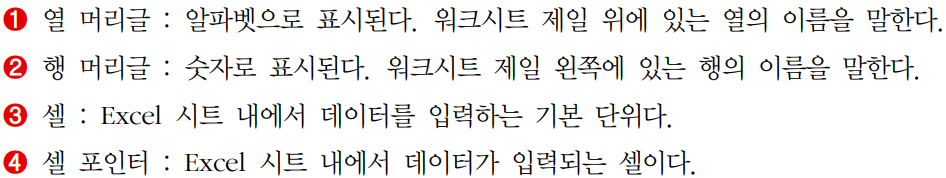 ❶ 열 머리글 : 알파벳으로 표시된다. 워크시트 제일 위에 있는 열의 이름을 말한다.
❷ 행 머리글 : 숫자로 표시된다. 워크시트 제일 왼쪽에 있는 행의 이름을 말한다.
❸ 셀 : Excel 시트 내에서 데이터를 입력하는 기본 단위다.
❹ 셀 포인터 : Excel 시트 내에서 데이터가 입력되는 셀이다.